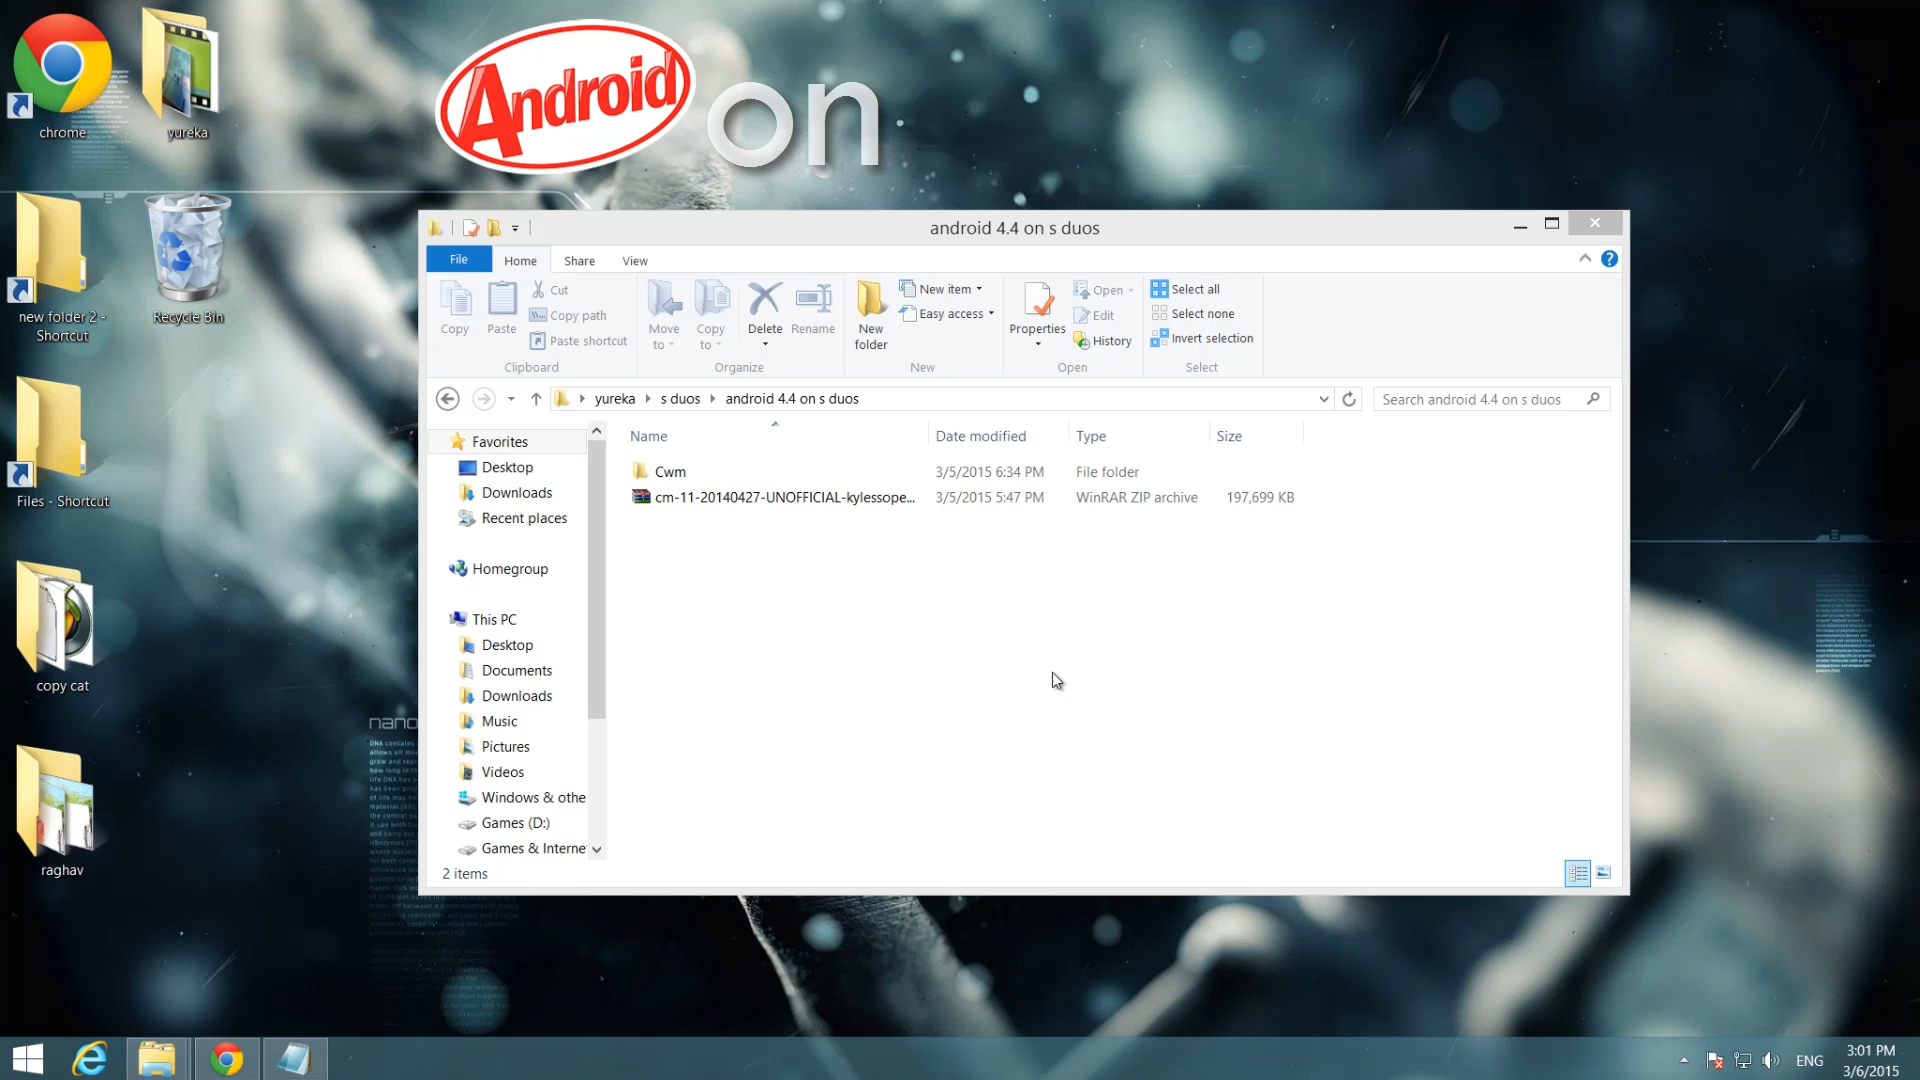 Android on
chrome
yureka
new folder 2 -
Shortcut
Recycle Bin
Files - Shortcut
copy cat
raghav
android 4.4 on s duos
File
Home
Share
View
Copy
Paste
Cut
Copy path
Paste shortcut
Clipboard
Move
to
Copy
to
Delete
Rename
Organize
New
folder
New item
Easy access
New
Properties
Open
Edit
History
Open
Select all
Select none
Invert selection
Select
yureka
s duos
android 4.4 on s duos
Search android 4.4 on s duos
Name
Date modified
Type
Size
Cwm
3/5/2015 6:34 PM
File folder
cm-11-20140427-UNOFFICIAL-kylessope...
3/5/2015 5:47 PM
WinRAR ZIP archive
197,699 KB
Favorites
Desktop
Downloads
Recent places
Homegroup
This PC
Desktop
Documents
Downloads
Music
Pictures
Videos
Windows & othe
Games (D:)
Games & Interne
2 items
nano
ENG
3:01 PM
3/6/2015